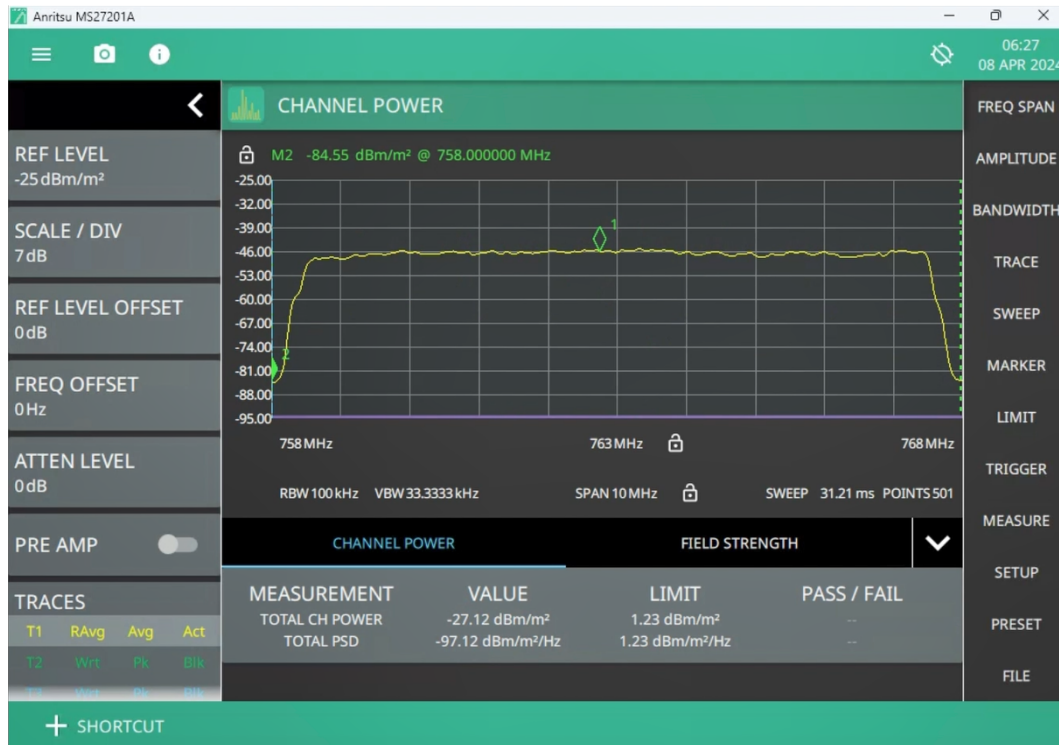 Anritsu MS27201A
06:27
08 APR 2024
CHANNEL POWER
REF LEVEL
-25 dBm/m²
SCALE / DIV
7 dB
REF LEVEL OFFSET
0 dB
FREQ OFFSET
0 Hz
ATTEN LEVEL
0 dB
PRE AMP
TRACES
T1 RAvg Avg Act
T2 Wrt Pk Blk
T3 Wrt Pk Blk
M2 -84.55 dBm/m² @ 758.000000 MHz
-25.00
-32.00
-39.00
-46.00
-53.00
-60.00
-67.00
-74.00
-81.00
-88.00
-95.00
1
2
758 MHz 763 MHz 768 MHz
RBW 100 kHz VBW 33.3333 kHz SPAN 10 MHz SWEEP 31.21 ms POINTS 501
CHANNEL POWER FIELD STRENGTH
MEASUREMENT VALUE LIMIT PASS / FAIL
TOTAL CH POWER -27.12 dBm/m² 1.23 dBm/m² --
TOTAL PSD -97.12 dBm/m²/Hz 1.23 dBm/m²/Hz --
FREQ SPAN
AMPLITUDE
BANDWIDTH
TRACE
SWEEP
MARKER
LIMIT
TRIGGER
MEASURE
SETUP
PRESET
FILE
+ SHORTCUT